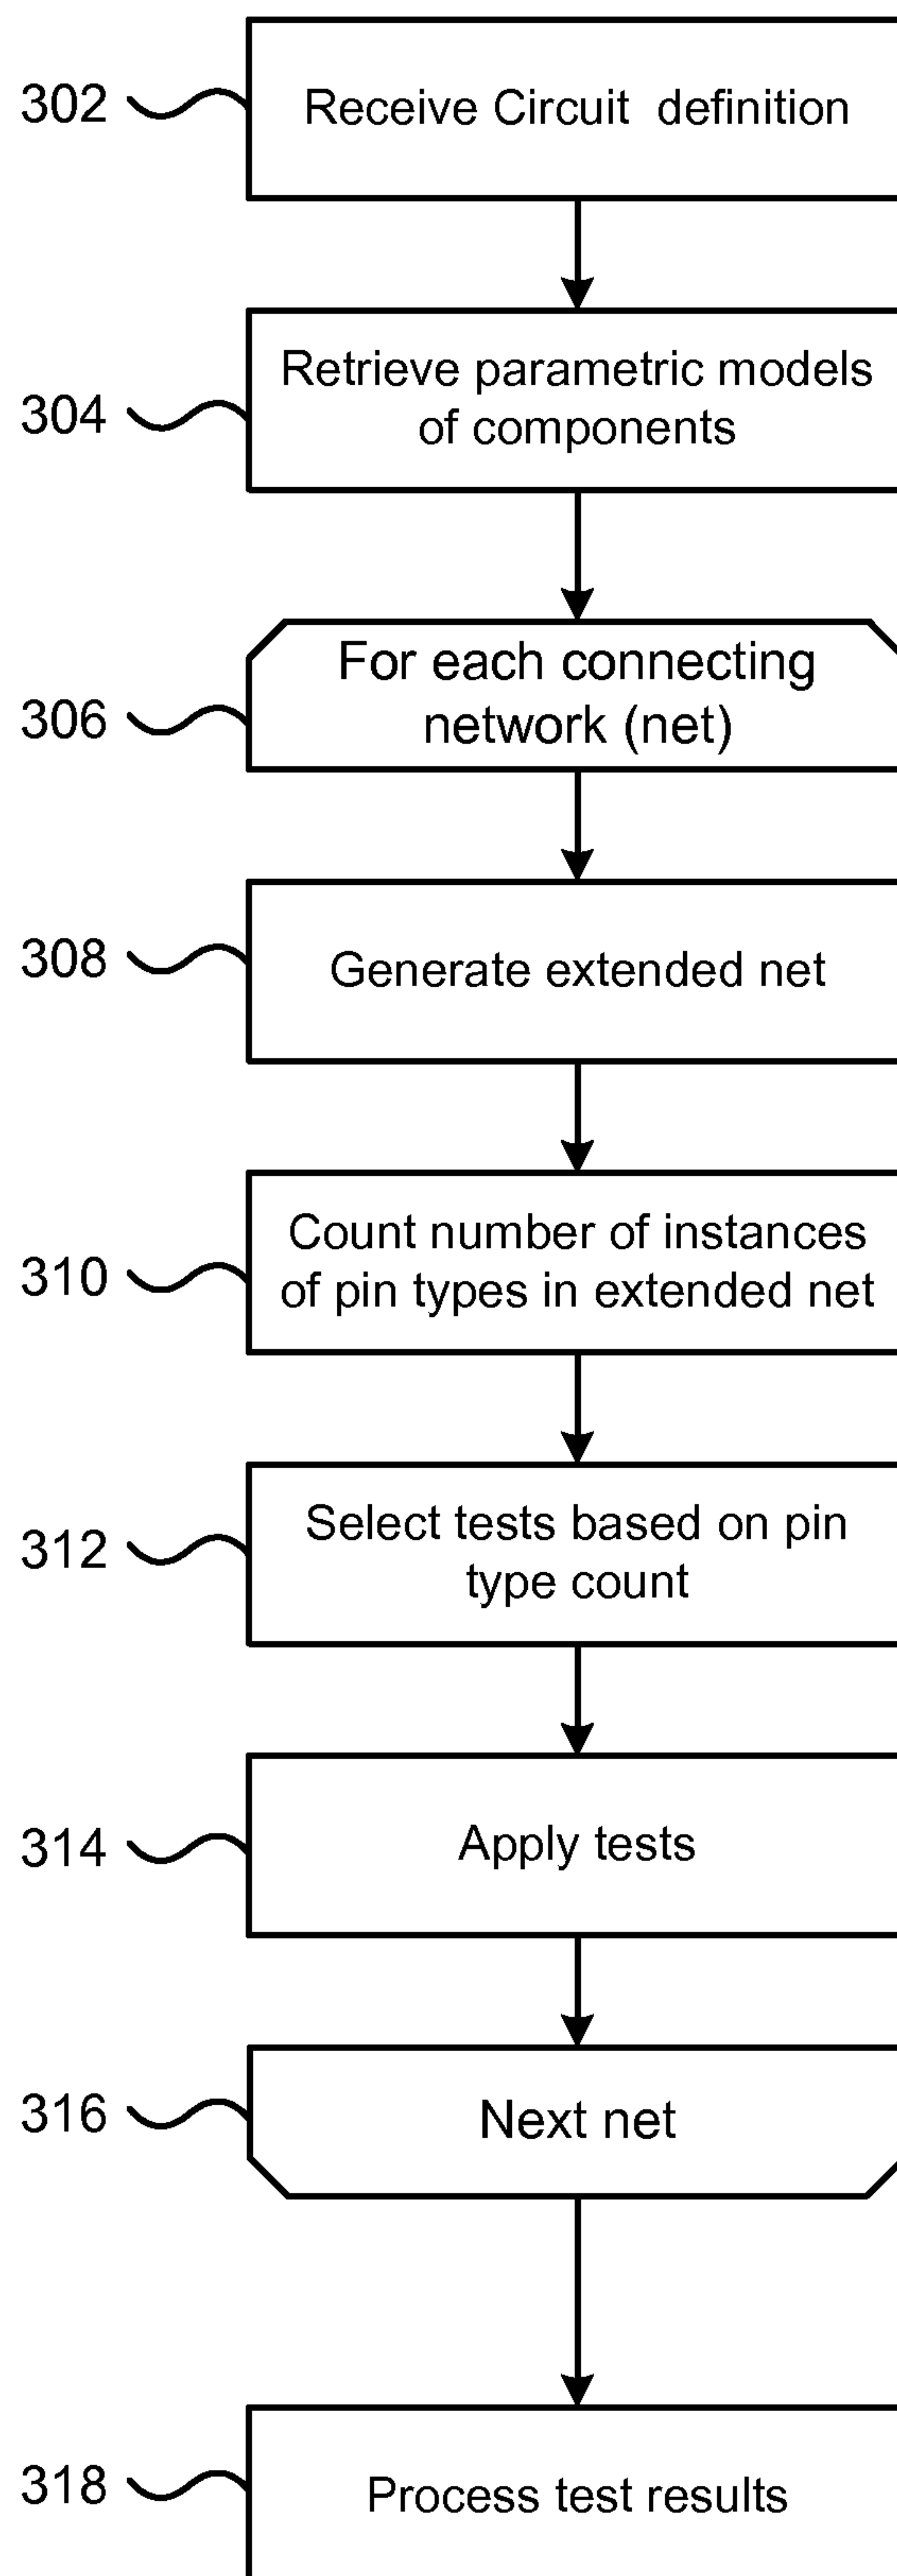 302
Receive Circuit definition
304
Retrieve parametric models
of components
306
For each connecting
network (net)
308
Generate extended net
310
Count number of instances
of pin types in extended net
312
Select tests based on pin
type count
314
Apply tests
316
Next net
318
Process test results